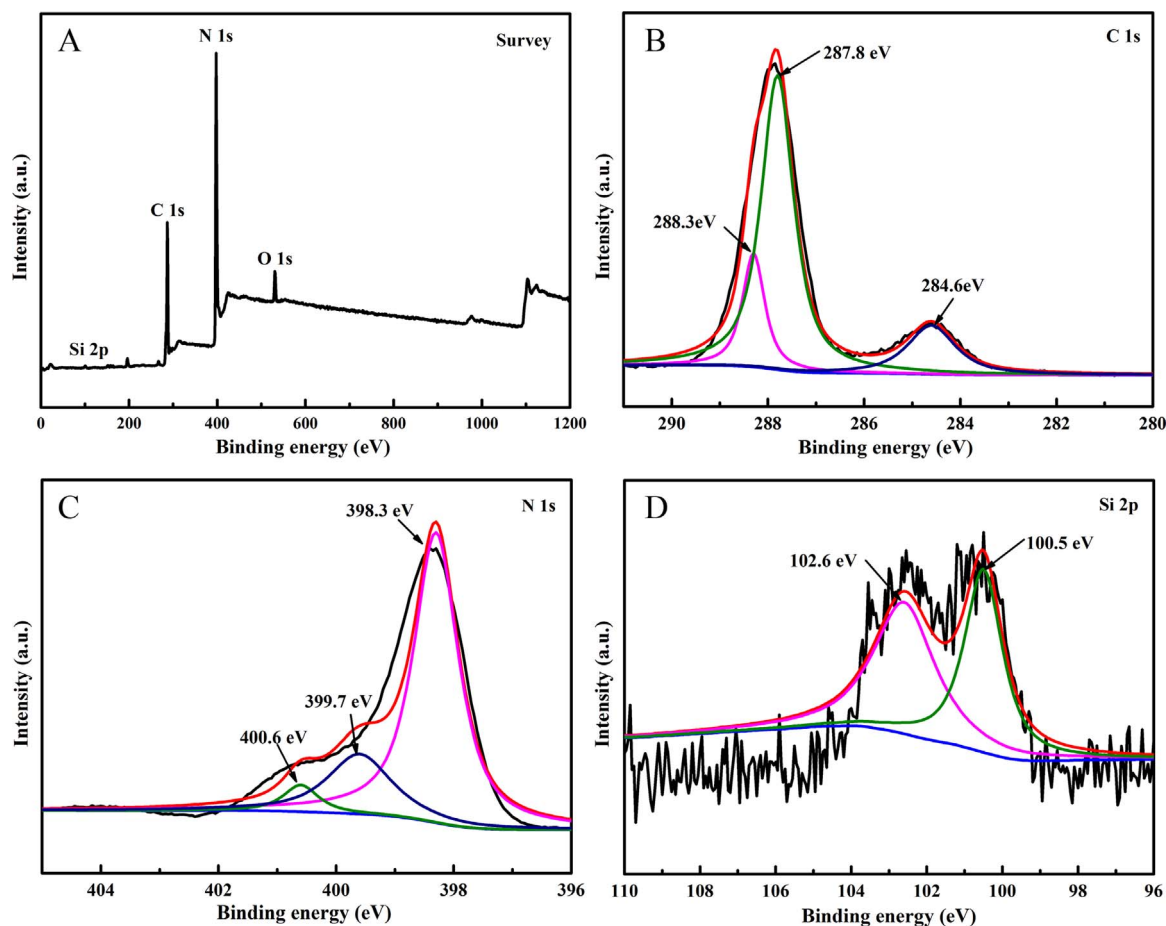 A
N 1s
Survey
C 1s
O 1s
Si 2p
Intensity (a.u.)
0 200 400 600 800 1000 1200
Binding energy (eV)
B
C 1s
287.8 eV
288.3eV
284.6eV
Intensity (a.u.)
290 288 286 284 282 280
Binding energy (eV)
C
N 1s
398.3 eV
399.7 eV
400.6 eV
Intensity (a.u.)
404 402 400 398 396
Binding energy (eV)
D
Si 2p
102.6 eV
100.5 eV
Intensity (a.u.)
110 108 106 104 102 100 98 96
Binding energy (eV)